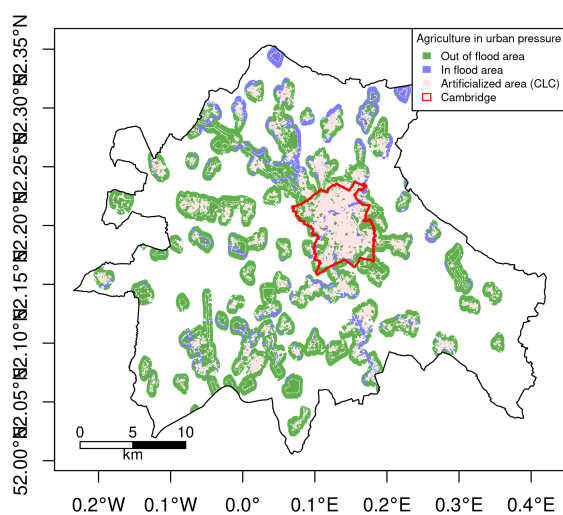 Agriculture in urban pressure
Out of flood area
In flood area
Artificialized area (CLC)
Cambridge
52.35°N
52.30°N
52.25°N
52.20°N
52.15°N
52.10°N
52.05°N
52.00°N
0 5 10
km
0.2°W 0.1°W 0.0° 0.1°E 0.2°E 0.3°E 0.4°E